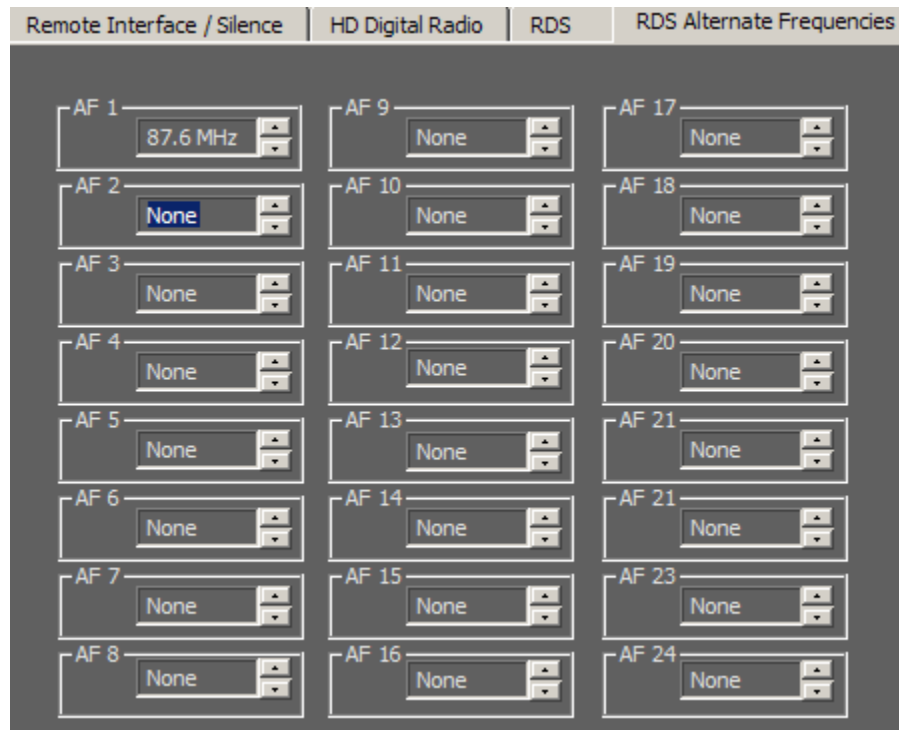 Remote Interface / Silence HD Digital Radio RDS RDS Alternate Frequencies
AF 1 AF 9 AF 17
87.6 MHz None None
AF 2 AF 10 AF 18
None None None
AF 3 AF 11 AF 19
None None None
AF 4 AF 12 AF 20
None None None
AF 5 AF 13 AF 21
None None None
AF 6 AF 14 AF 21
None None None
AF 7 AF 15 AF 23
None None None
AF 8 AF 16 AF 24
None None None